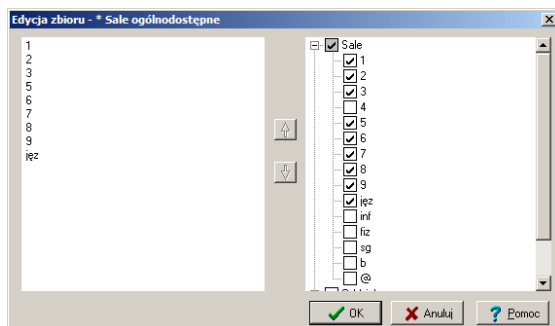 Edycja zbioru - * Sale ogólnodostępne
1
2
3
5
6
7
8
9
jęz
Sale
1
2
3
4
5
6
7
8
9
jęz
inf
fiz
sg
b
@
OK
Anuluj
Pomoc